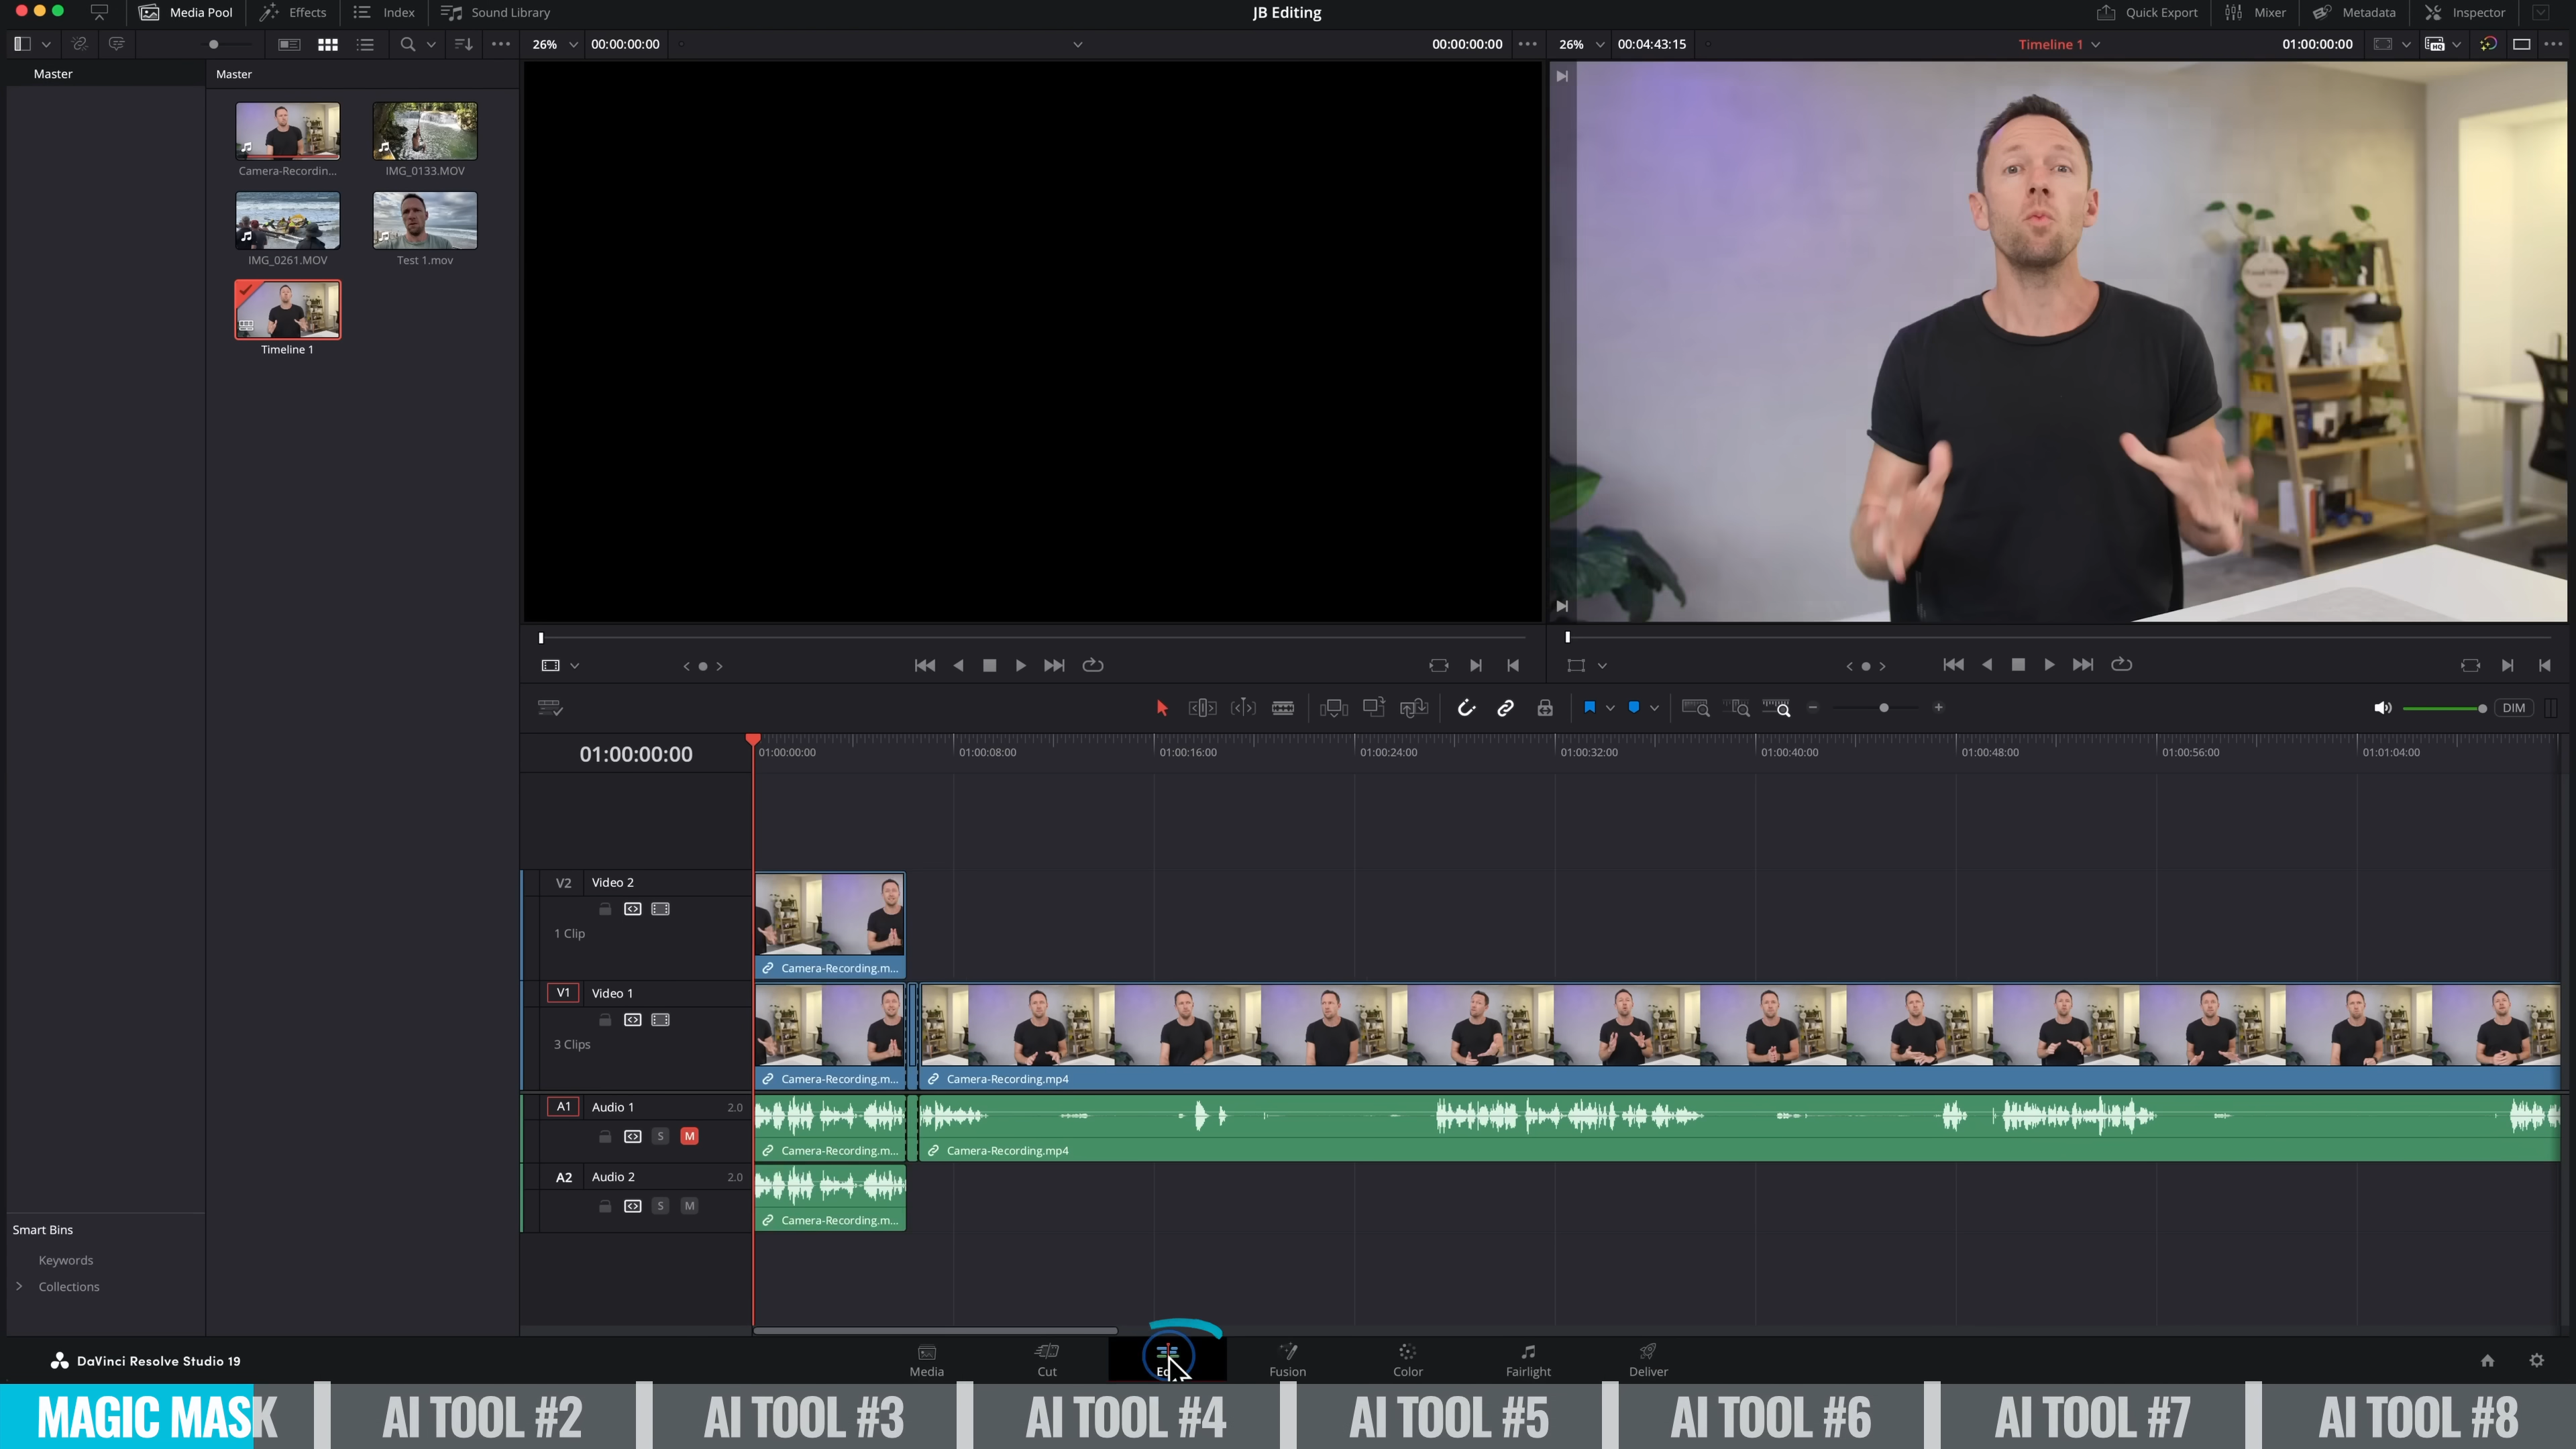 Media Pool
Effects
Index
Sound Library
JB Editing
Quick Export
Mixer
Metadata
Inspector
26%
00:00:00:00
00:00:00:00
26%
00:04:43:15
Timeline 1
01:00:00:00
Master
Master
Camera-Recordin...
IMG_0133.MOV
IMG_0261.MOV
Test 1.mov
Timeline 1
DIM
01:00:00:00
01:00:00:00
01:00:08:00
01:00:16:00
01:00:24:00
01:00:32:00
01:00:40:00
01:00:48:00
01:00:56:00
01:01:04:00
V2
Video 2
1 Clip
Camera-Recording.m...
V1
Video 1
3 Clips
Camera-Recording.m...
Camera-Recording.mp4
A1
Audio 1
2.0
S
M
Camera-Recording.m...
Camera-Recording.mp4
A2
Audio 2
2.0
S
M
Camera-Recording.m...
Smart Bins
Keywords
Collections
DaVinci Resolve Studio 19
Media
Cut
Fusion
Color
Fairlight
Deliver
MAGIC MASK
AI TOOL #2
AI TOOL #3
AI TOOL #4
AI TOOL #5
AI TOOL #6
AI TOOL #7
AI TOOL #8